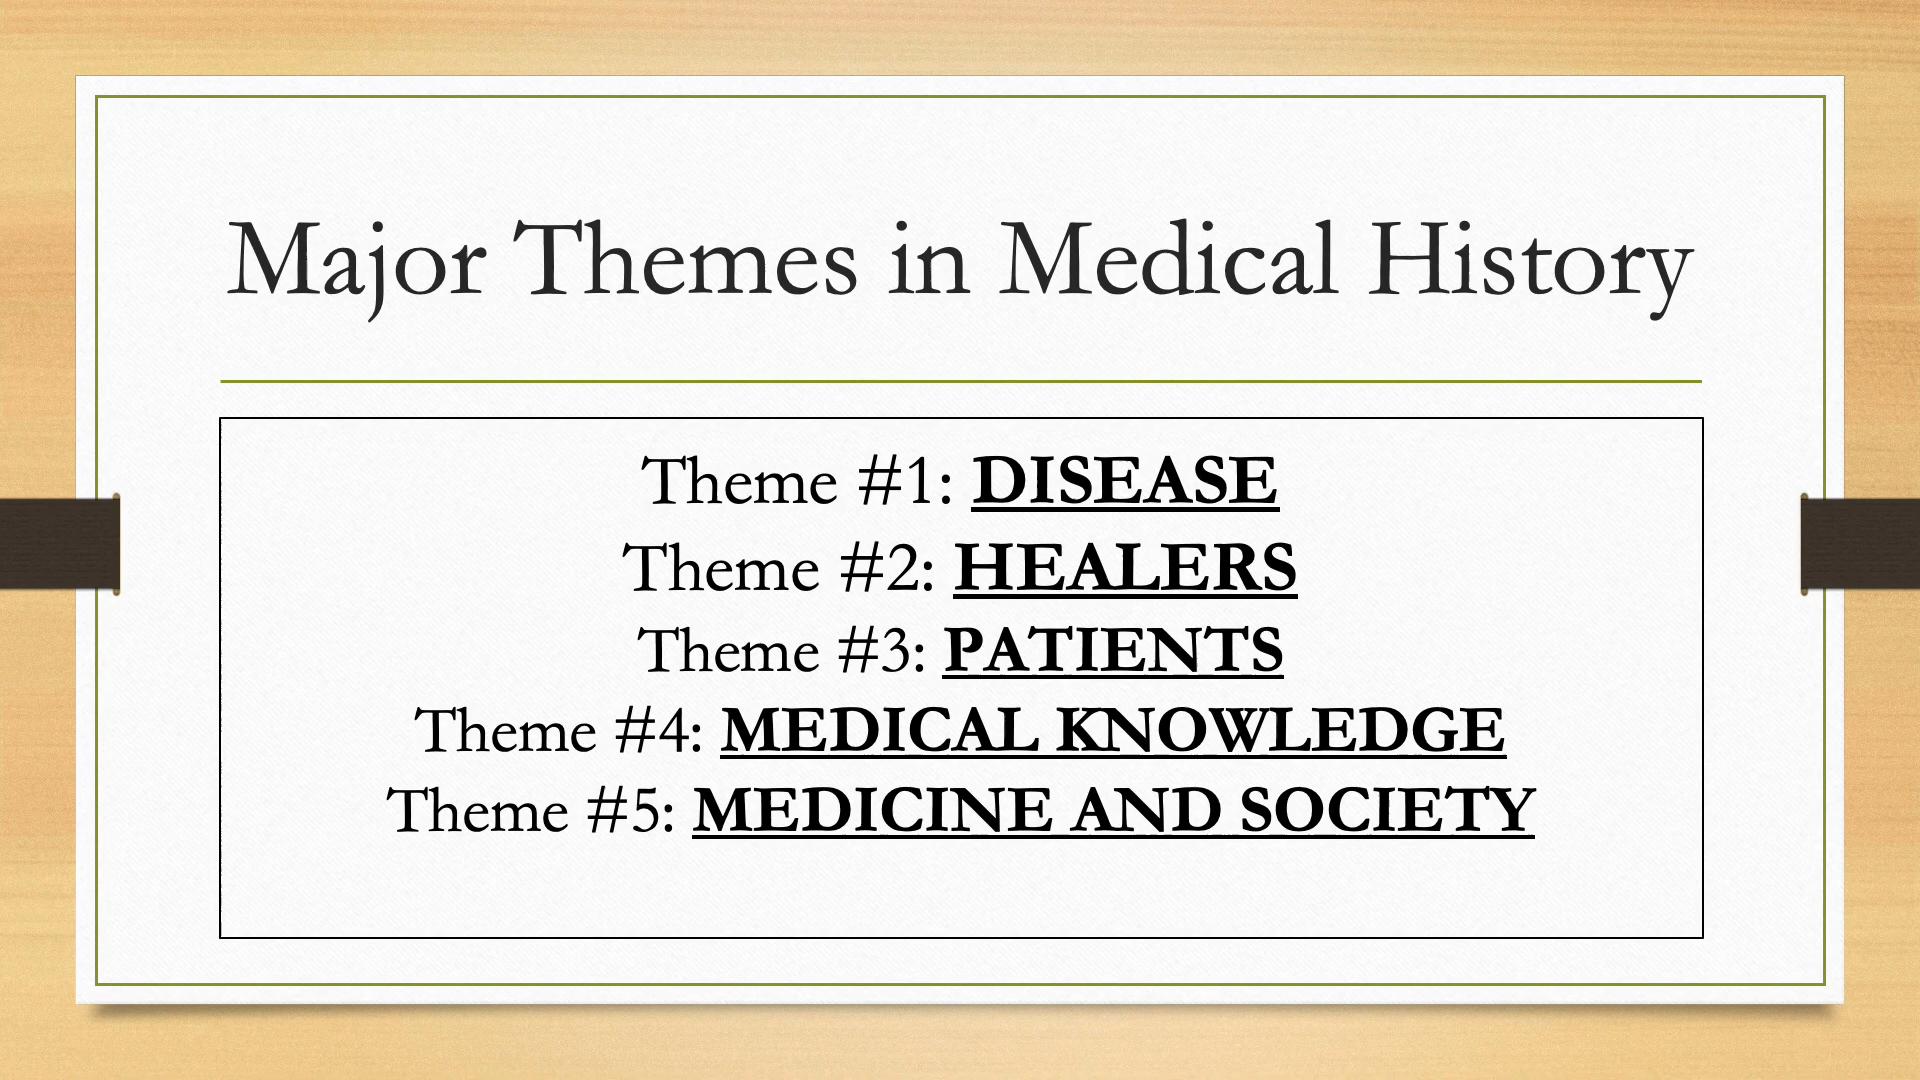 Major Themes in Medical History
Theme #1: DISEASE
Theme #2: HEALERS
Theme #3: PATIENTS
Theme #4: MEDICAL KNOWLEDGE
Theme #5: MEDICINE AND SOCIETY